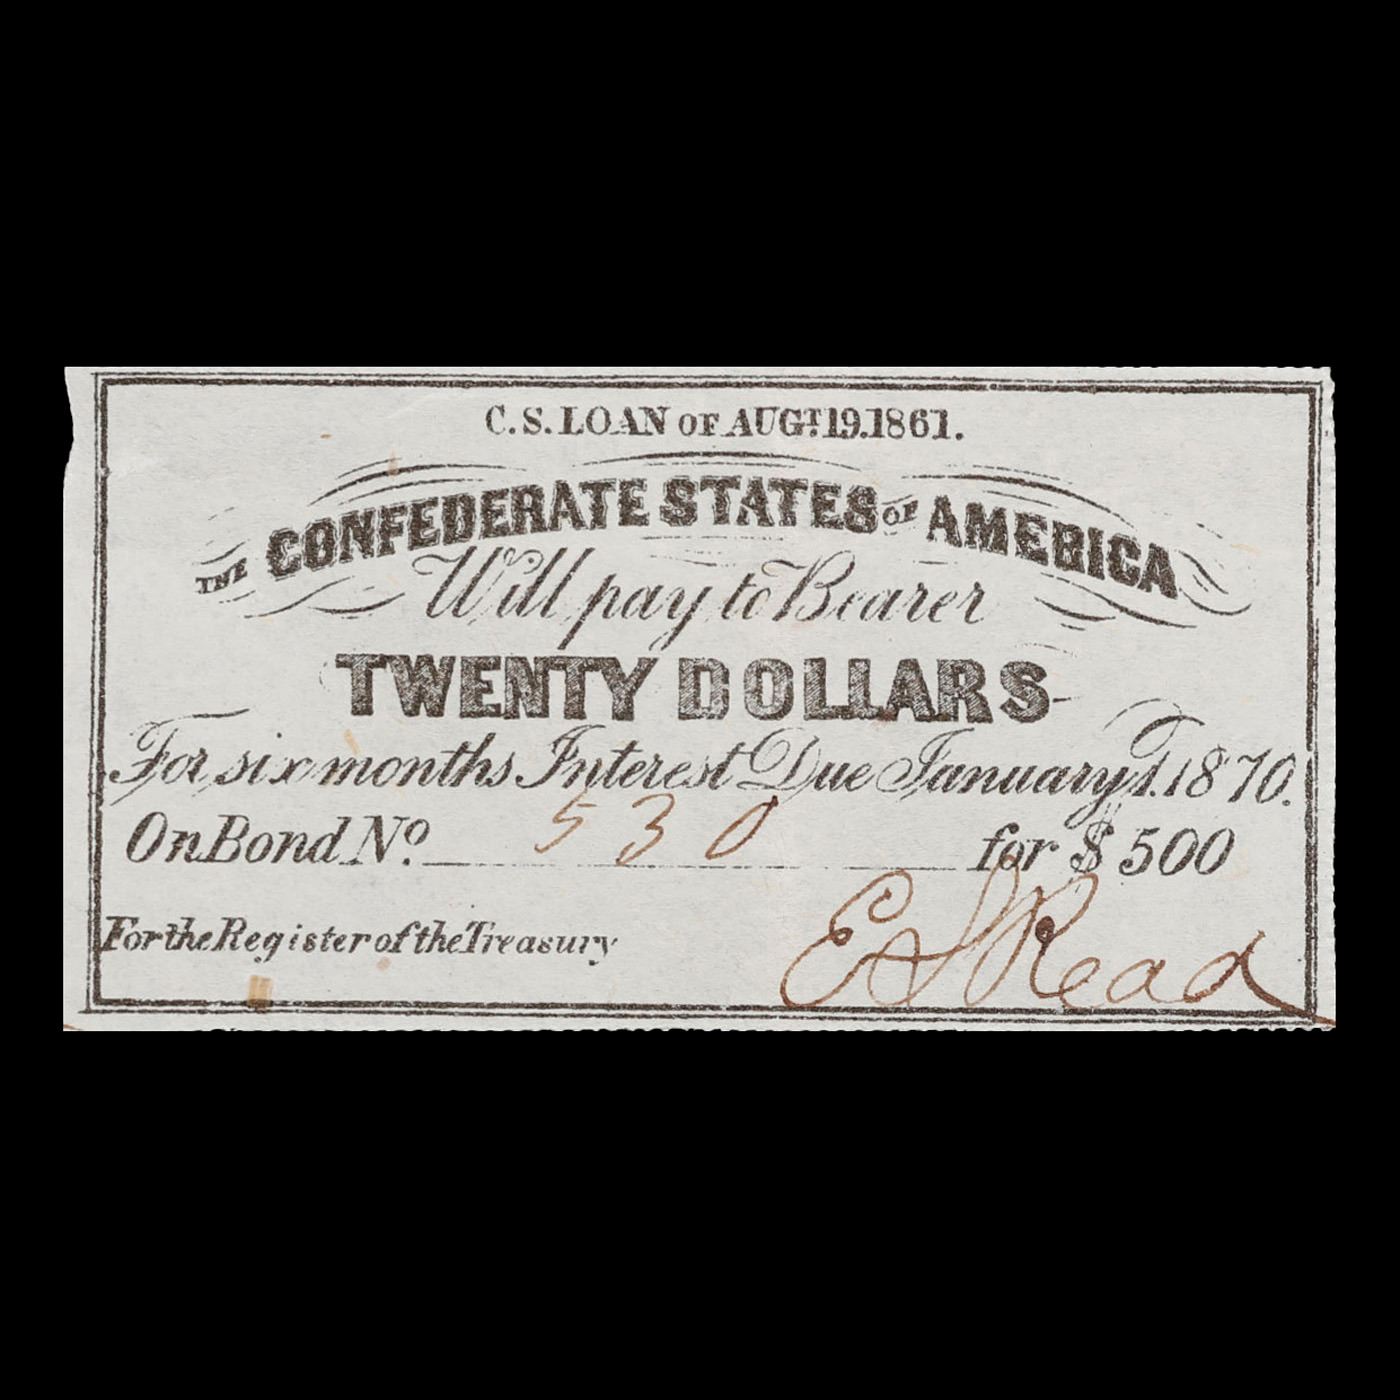 C. S. LOAN OF AUGT. 19. 1861.
THE CONFEDERATE STATES OF AMERICA
Will pay to Bearer
TWENTY DOLLARS
For six months Interest Due January 1. 1870.
On Bond No. 530 for $500
For the Register of the Treasury
E S Read